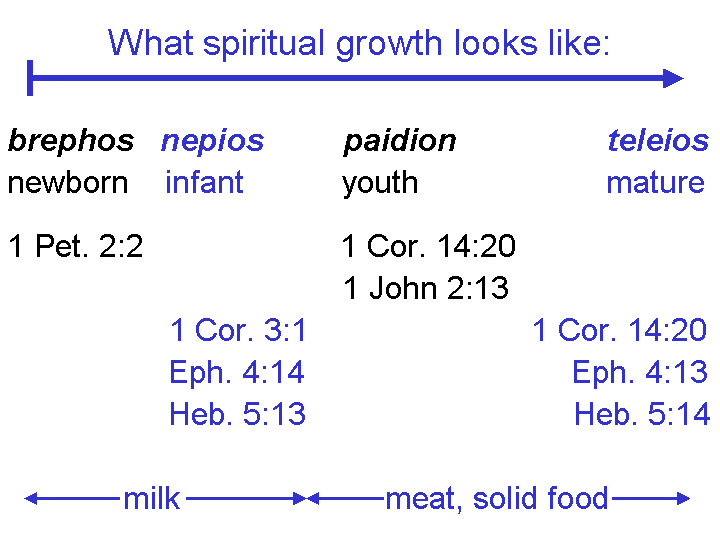 What spiritual growth looks like:
brephos nepios paidion teleios
newborn infant youth mature
1 Pet. 2:2 1 Cor. 14:20
1 John 2:13
1 Cor. 3:1 1 Cor. 14:20
Eph. 4:14 Eph. 4:13
Heb. 5:13 Heb. 5:14
milk meat, solid food